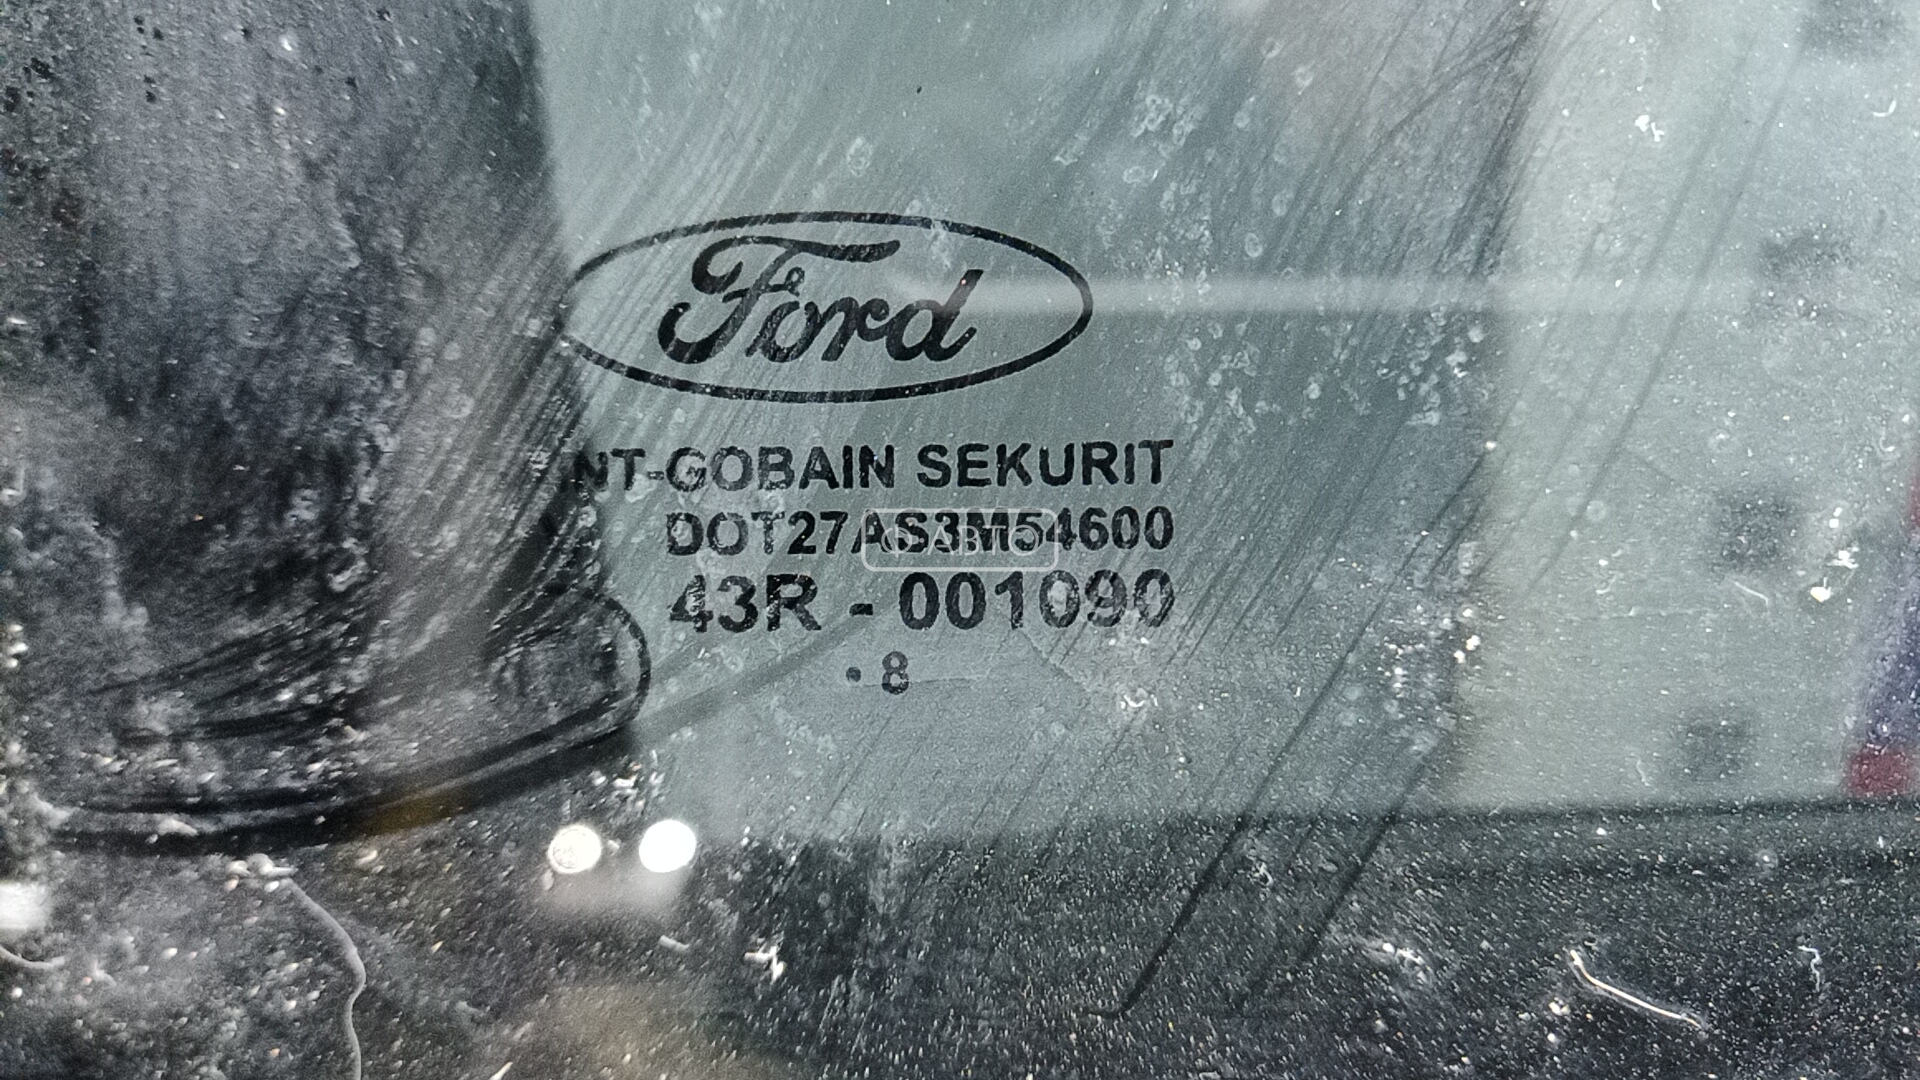 Ford
NT-GOBAIN SEKURIT
DOT27AS3M54600
43R - 001090
. 8